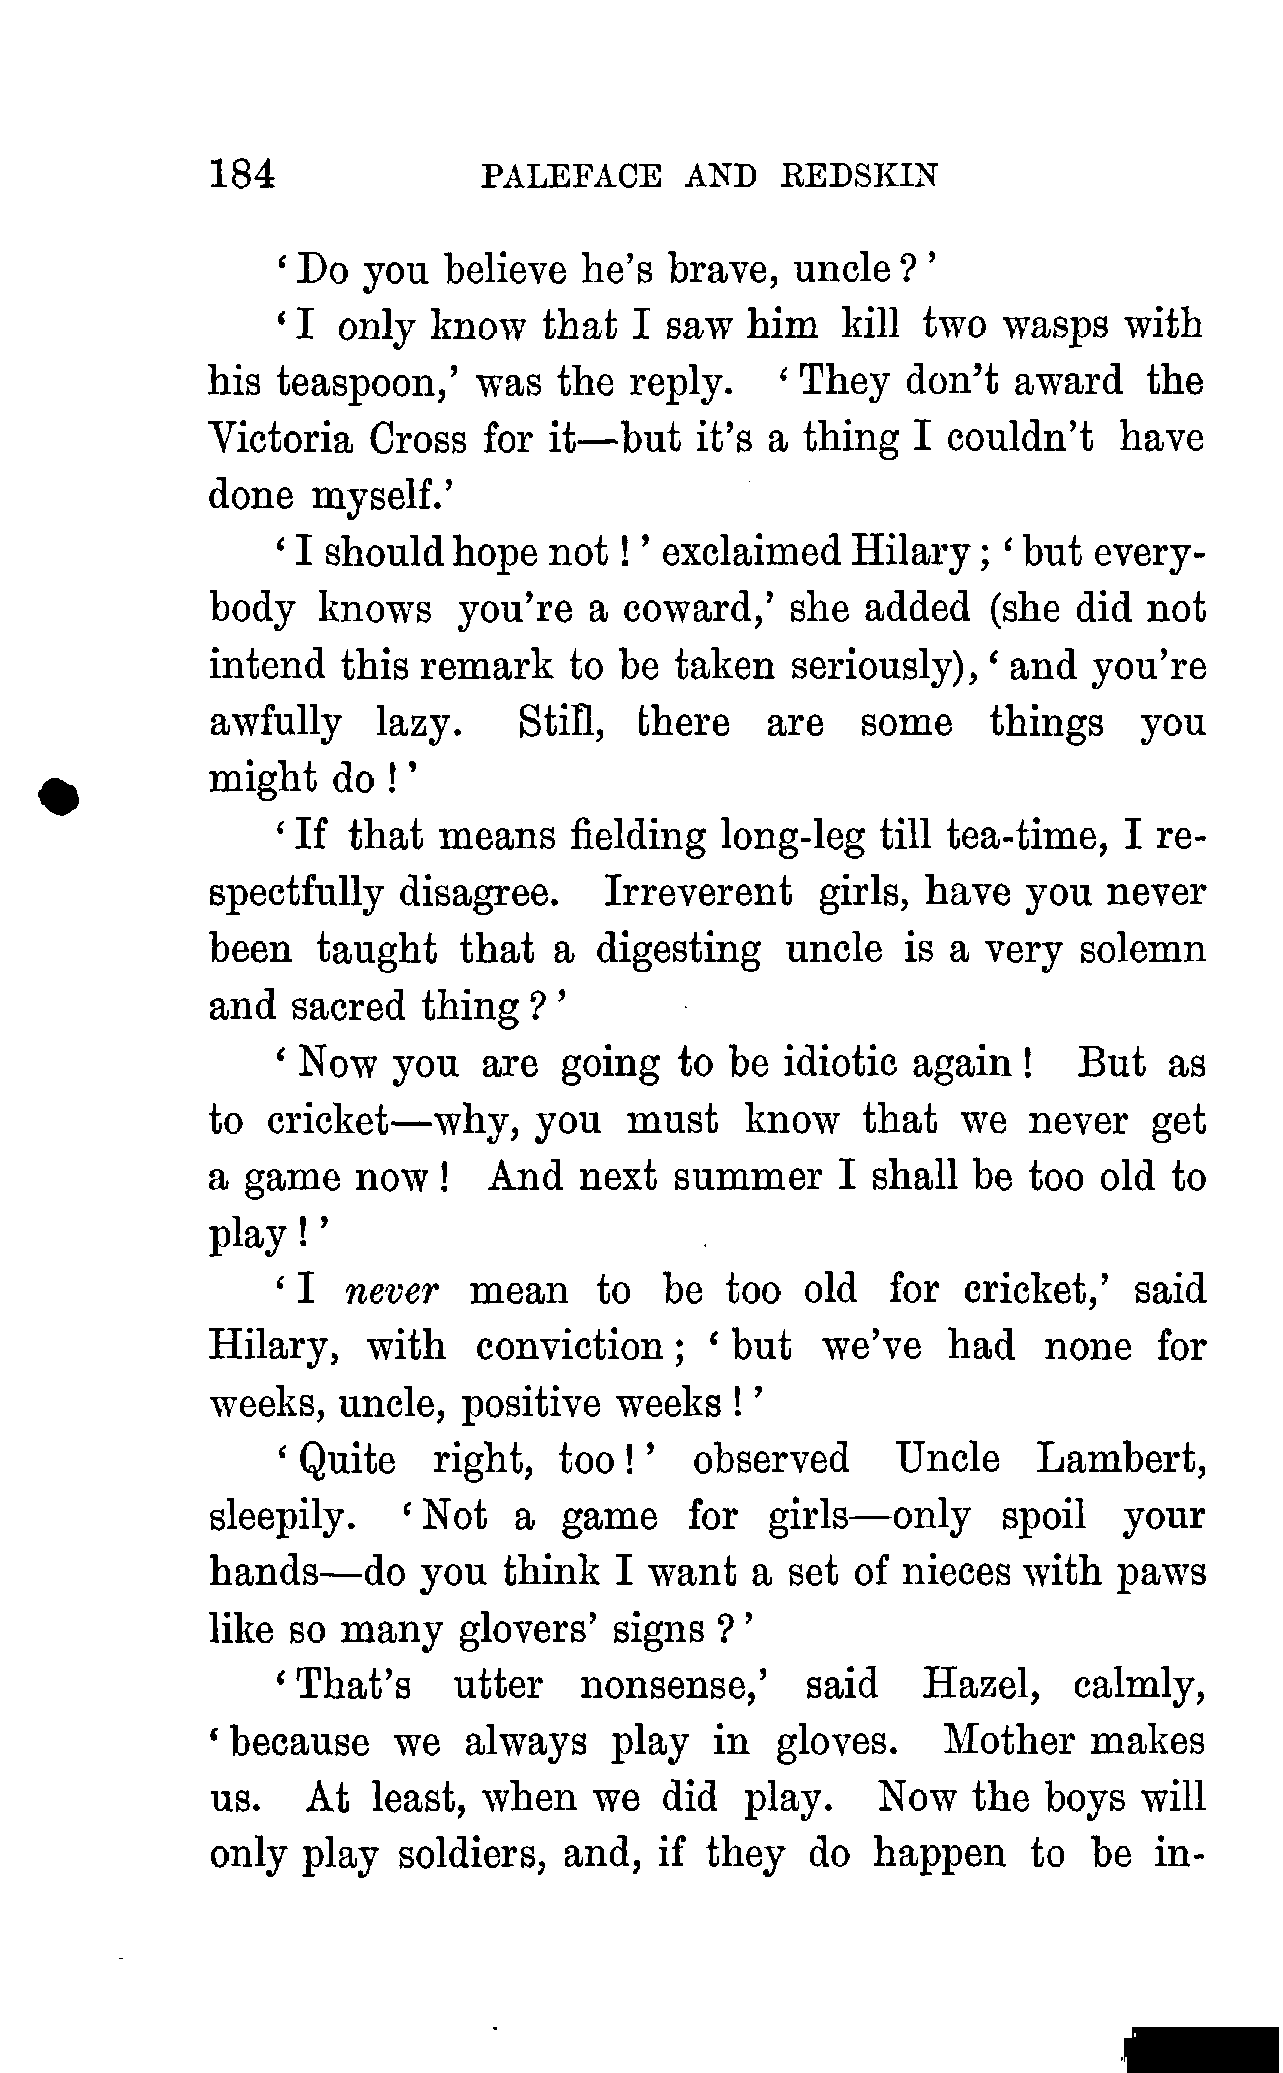 184 PALEFACE AND REDSKIN
‘Do you believe he’s brave, uncle?’
‘I only know that I saw him kill two wasps with
his teaspoon,’ was the reply. ‘They don’t award the
Victoria Cross for it—but it’s a thing I couldn’t have
done myself.’
‘I should hope not!’ exclaimed Hilary; ‘but every-
body knows you’re a coward,’ she added (she did not
intend this remark to be taken seriously), ‘and you’re
awfully lazy. Still, there are some things you
might do!’
‘If that means fielding long-leg till tea-time, I re-
spectfully disagree. Irreverent girls, have you never
been taught that a digesting uncle is a very solemn
and sacred thing?’
‘Now you are going to be idiotic again! But as
to cricket—why, you must know that we never get
a game now! And next summer I shall be too old to
play!’
‘I never mean to be too old for cricket,’ said
Hilary, with conviction; ‘but we’ve had none for
weeks, uncle, positive weeks!’
‘Quite right, too!’ observed Uncle Lambert,
sleepily. ‘Not a game for girls—only spoil your
hands—do you think I want a set of nieces with paws
like so many glovers’ signs?’
‘That’s utter nonsense,’ said Hazel, calmly,
‘because we always play in gloves. Mother makes
us. At least, when we did play. Now the boys will
only play soldiers, and, if they do happen to be in-